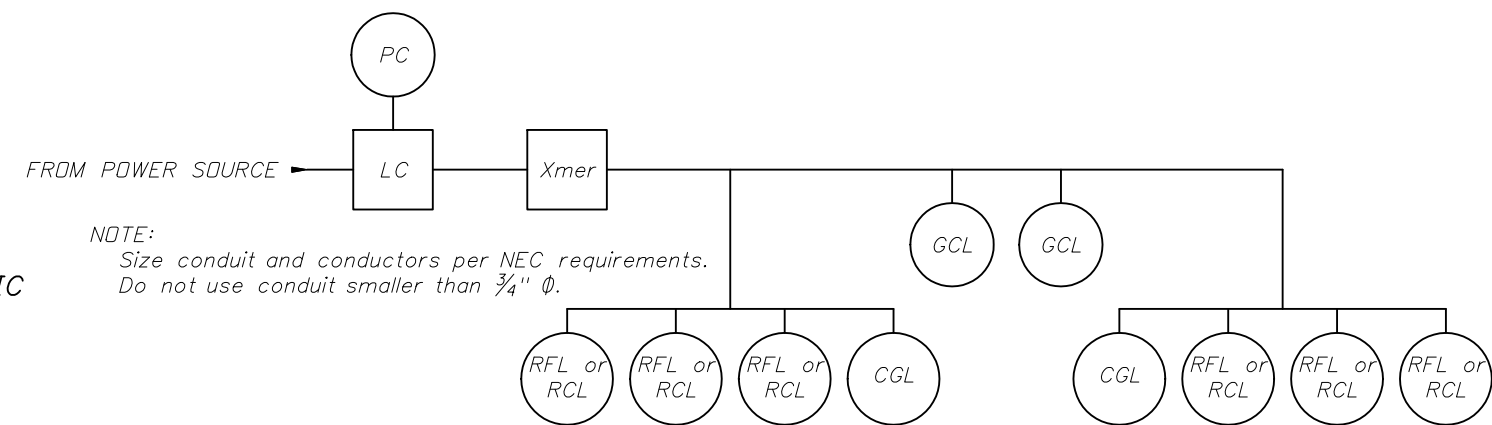 PC
FROM POWER SOURCE
LC
Xmer
NOTE:
Size conduit and conductors per NEC requirements.
Do not use conduit smaller than ¾" Ø.
IC
GCL
GCL
RFL or
RCL
RFL or
RCL
RFL or
RCL
CGL
CGL
RFL or
RCL
RFL or
RCL
RFL or
RCL